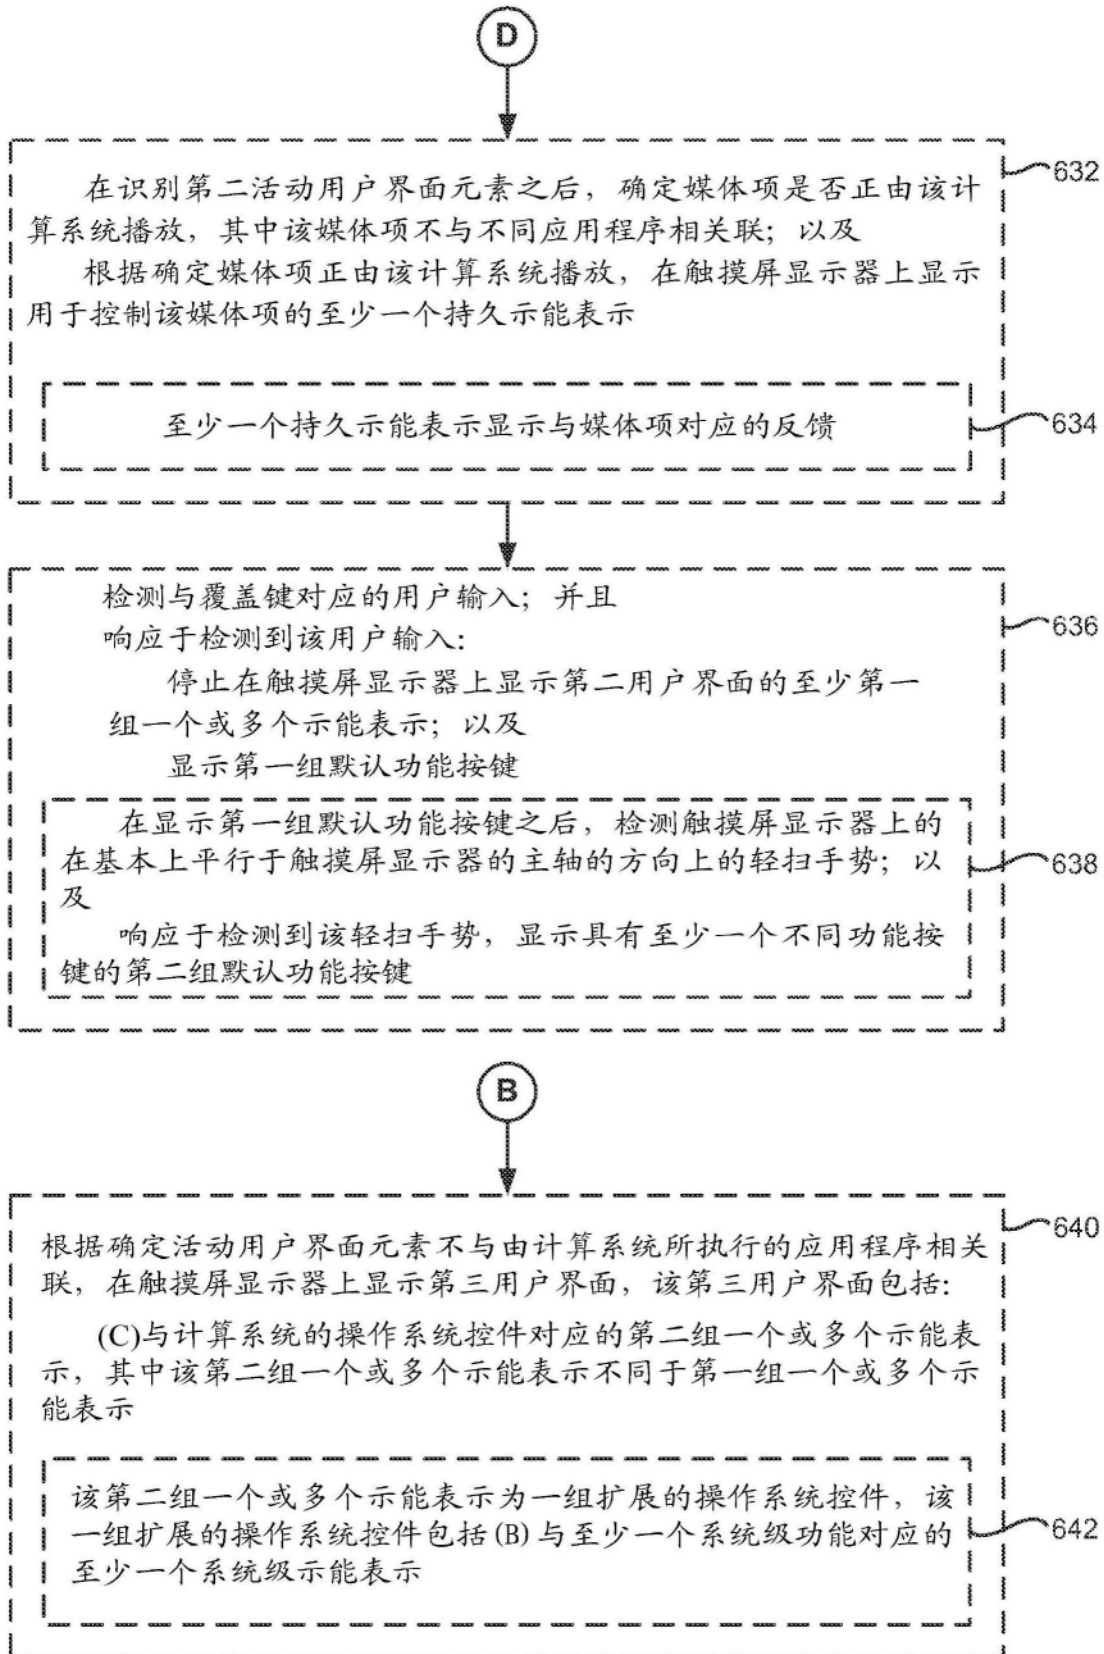 D
632
在识别第二活动用户界面元素之后，确定媒体项是否正由该计
算系统播放，其中该媒体项不与不同应用程序相关联；以及
根据确定媒体项正由该计算系统播放，在触摸屏显示器上显示
用于控制该媒体项的至少一个持久示能表示
至少一个持久示能表示显示与媒体项对应的反馈
634
检测与覆盖键对应的用户输入；并且
636
响应于检测到该用户输入：
停止在触摸屏显示器上显示第二用户界面的至少第一
组一个或多个示能表示；以及
显示第一组默认功能按键
在显示第一组默认功能按键之后，检测触摸屏显示器上的
在基本上平行于触摸屏显示器的主轴的方向上的轻扫手势；以
及
638
响应于检测到该轻扫手势，显示具有至少一个不同功能按
键的第二组默认功能按键
B
640
根据确定活动用户界面元素不与由计算系统所执行的应用程序相关
联，在触摸屏显示器上显示第三用户界面，该第三用户界面包括：
(C)与计算系统的操作系统控件对应的第二组一个或多个示能表
示，其中该第二组一个或多个示能表示不同于第一组一个或多个示
能表示
该第二组一个或多个示能表示为一组扩展的操作系统控件，该
一组扩展的操作系统控件包括(B)与至少一个系统级功能对应的
至少一个系统级示能表示
642